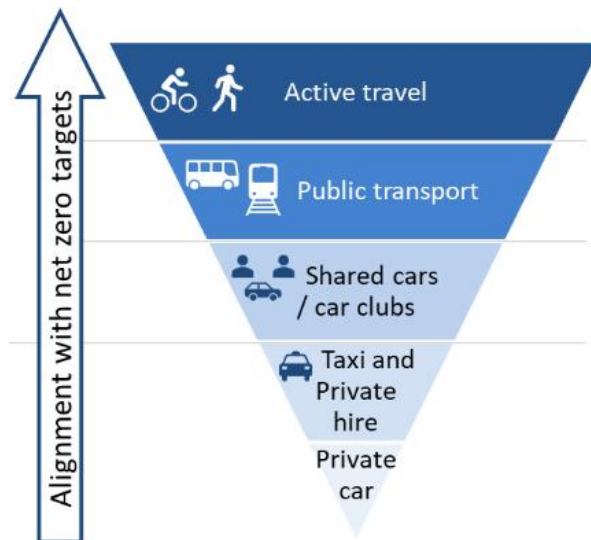 Alignment with net zero targets
Active travel
Public transport
Shared cars
/ car clubs
Taxi and
Private
hire
Private
car